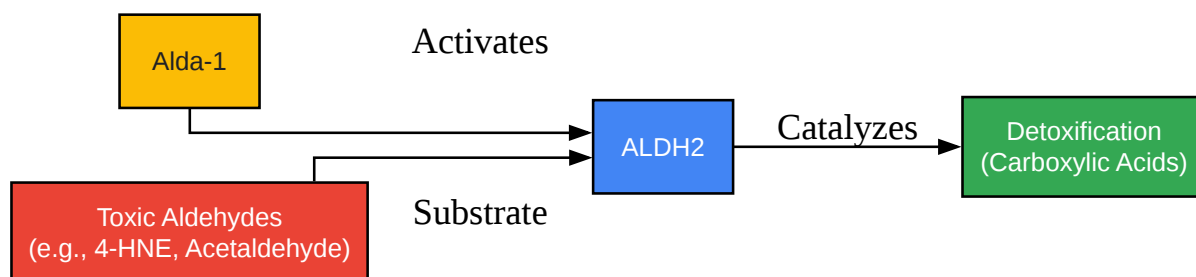 Activates
Alda-1
ALDH2
Catalyzes
Detoxification
(Carboxylic Acids)
Substrate
Toxic Aldehydes
(e.g., 4-HNE, Acetaldehyde)